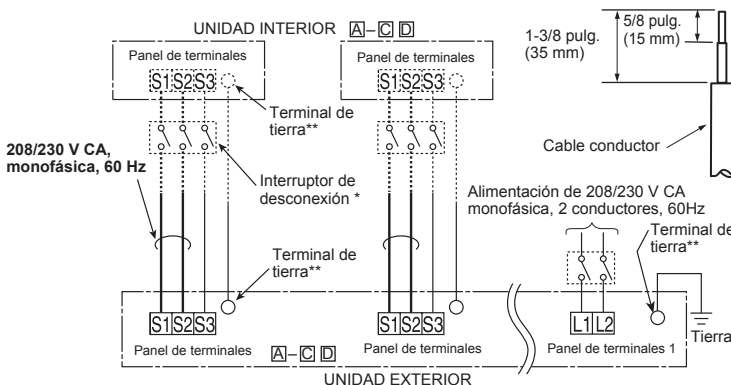 UNIDAD INTERIOR A–C D
Panel de terminales
S1 S2 S3
Panel de terminales
S1 S2 S3
5/8 pulg.
(15 mm)
1-3/8 pulg.
(35 mm)
Cable conductor
Terminal de
tierra**
208/230 V CA,
monofásica, 60 Hz
Interruptor de
desconexión *
Terminal de
tierra**
Alimentación de 208/230 V CA
monofásica, 2 conductores, 60Hz
Terminal de
tierra**
S1 S2 S3
Panel de terminales
A–C D
S1 S2 S3
Panel de terminales
L1 L2
Panel de terminales 1
Tierra
UNIDAD EXTERIOR